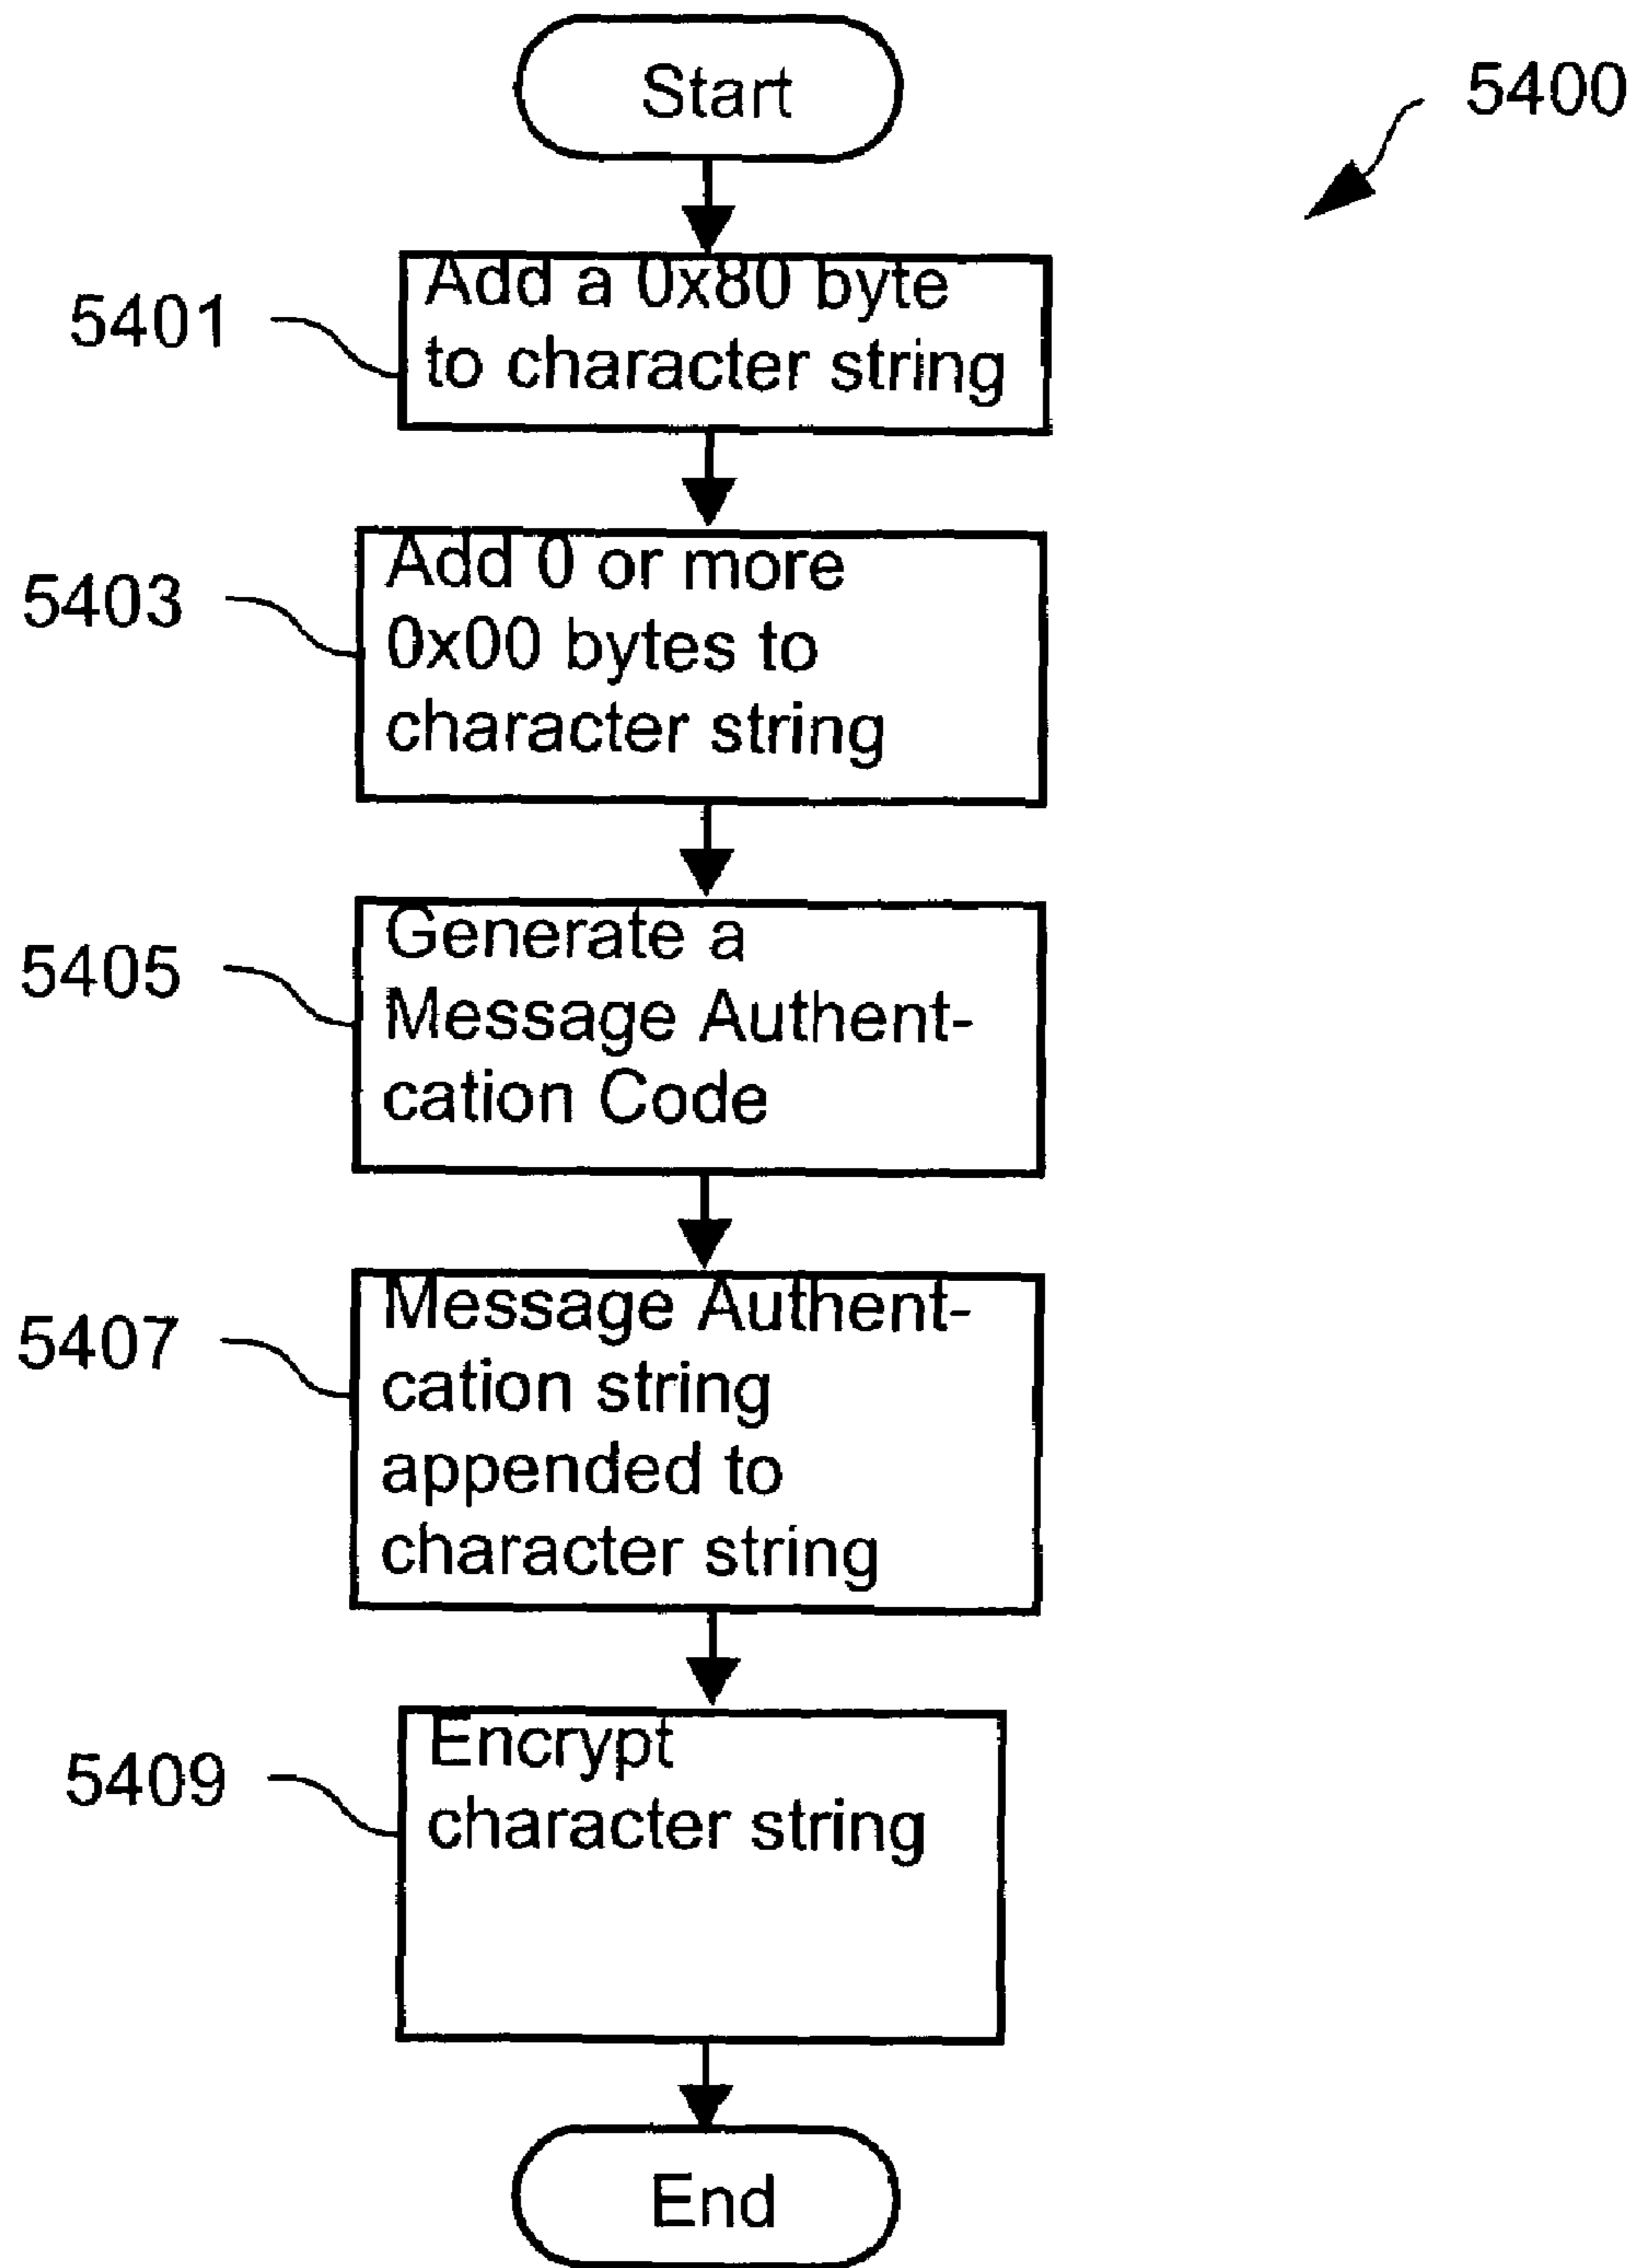 Start
5400
5401
Add a 0x80 byte
to character string
5403
Add 0 or more
0x00 bytes to
character string
5405
Generate a
Message Authent-
cation Code
5407
Message Authent-
cation string
appended to
character string
5409
Encrypt
character string
End